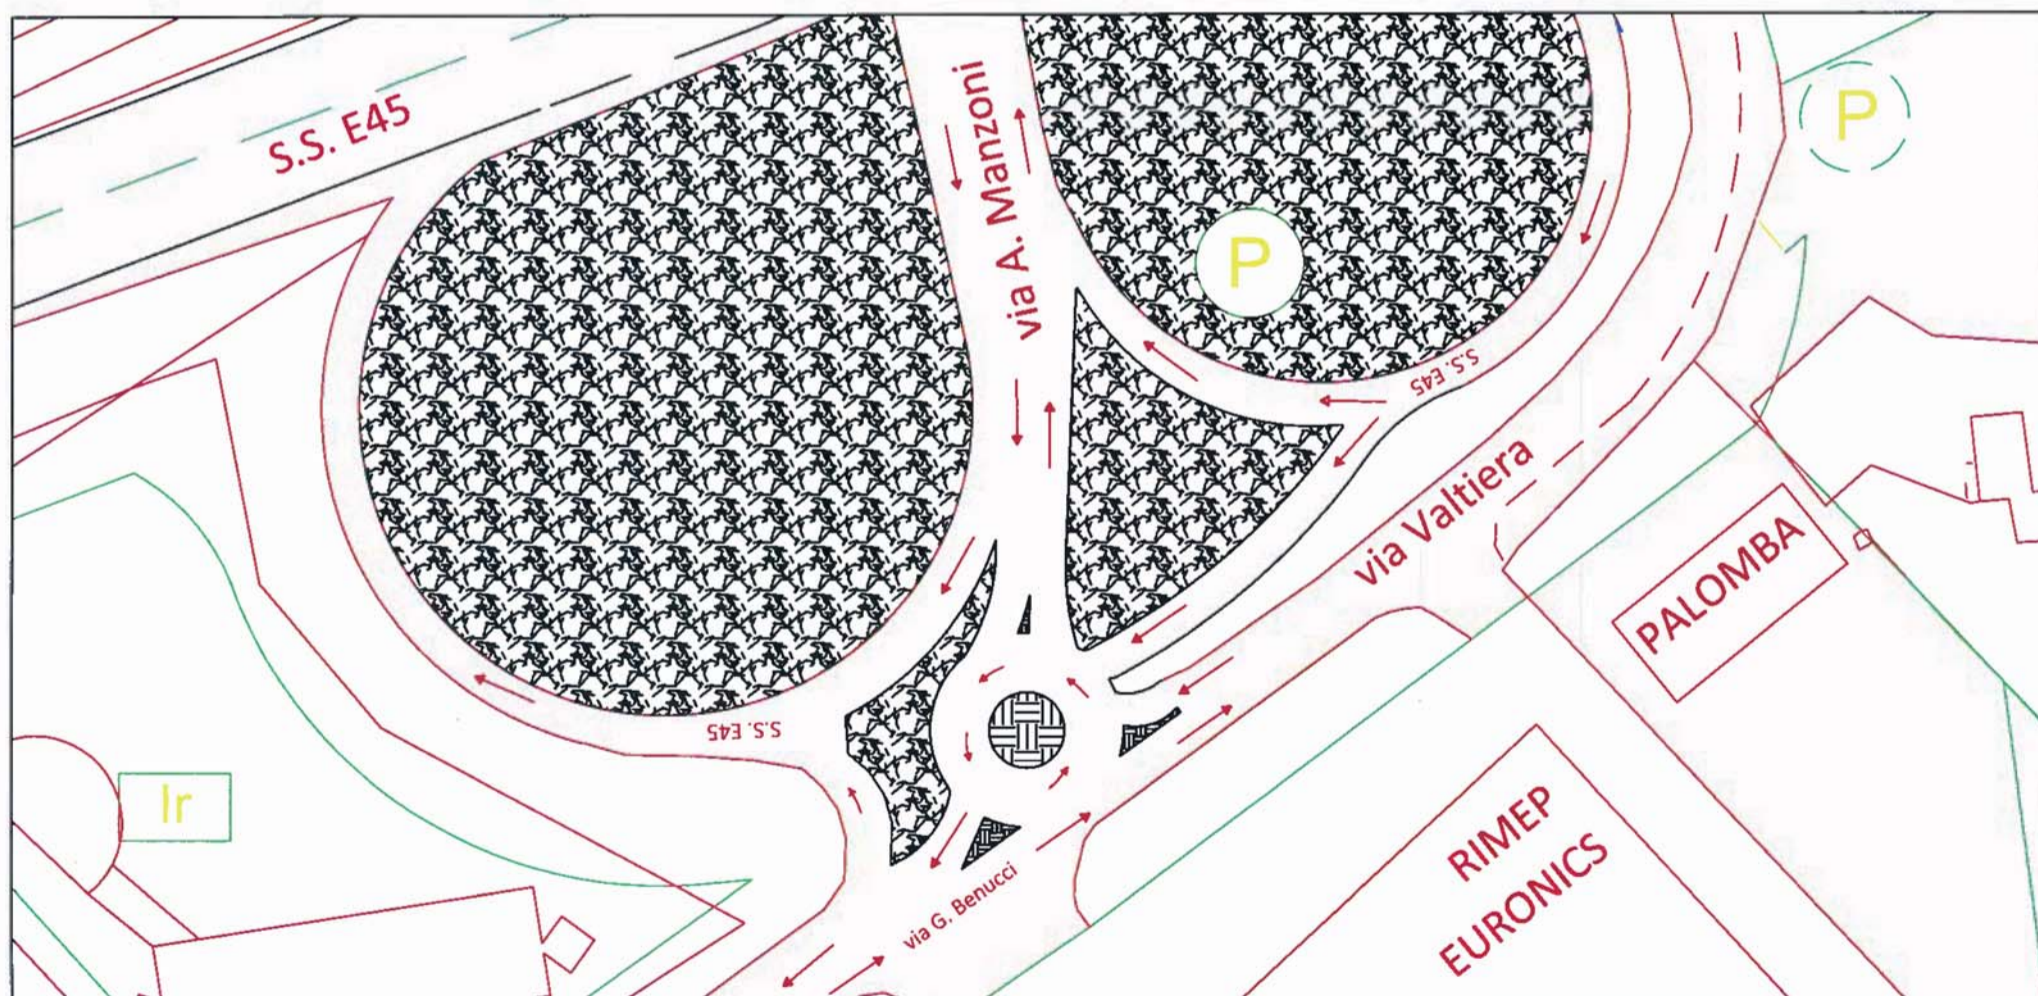 S.S. E45
via A. Manzoni
P
P
S.S. E45
via Valtiera
PALOMBA
S.S. E45
Ir
RIMEP
EURONICS
via G. Benucci